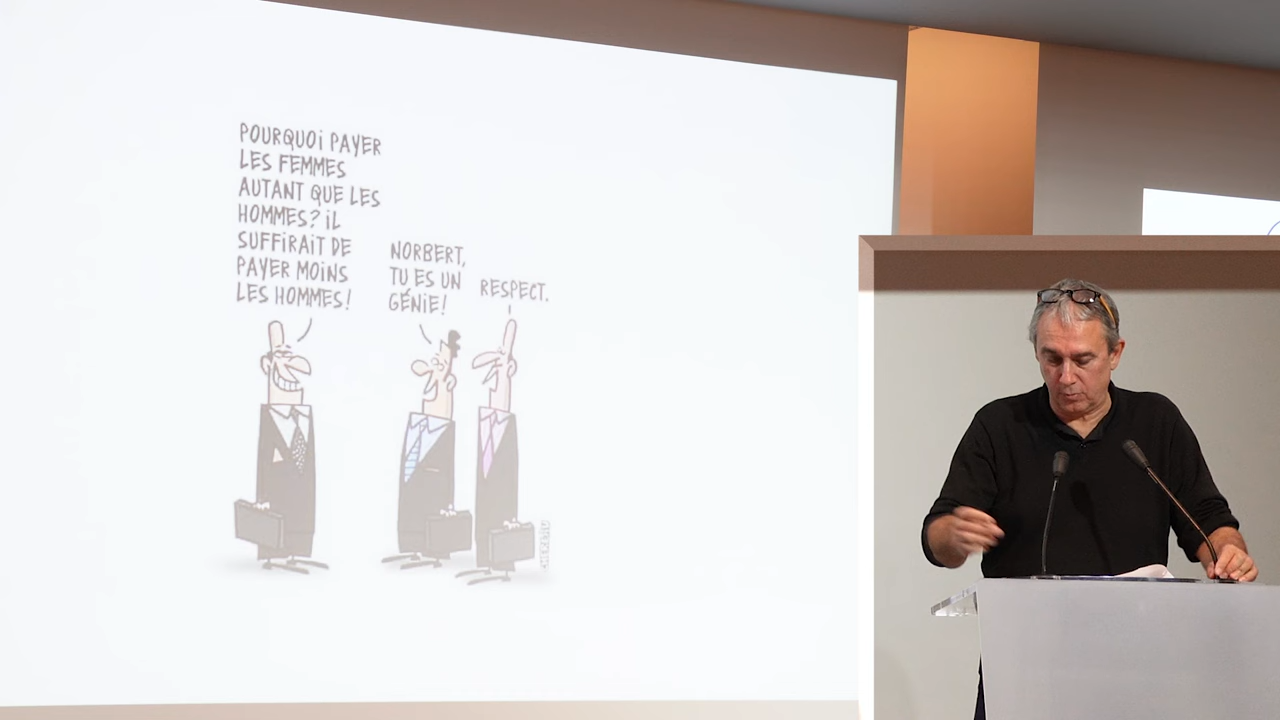 POURQUOi PAYER
LES FEMMES
AUTANT QUE LES
HOMMES? iL
SUFFiRAiT DE
PAYER MOiNS
LES HOMMES!
NORBERT,
TU ES UN
GÉNiE!
RESPECT.